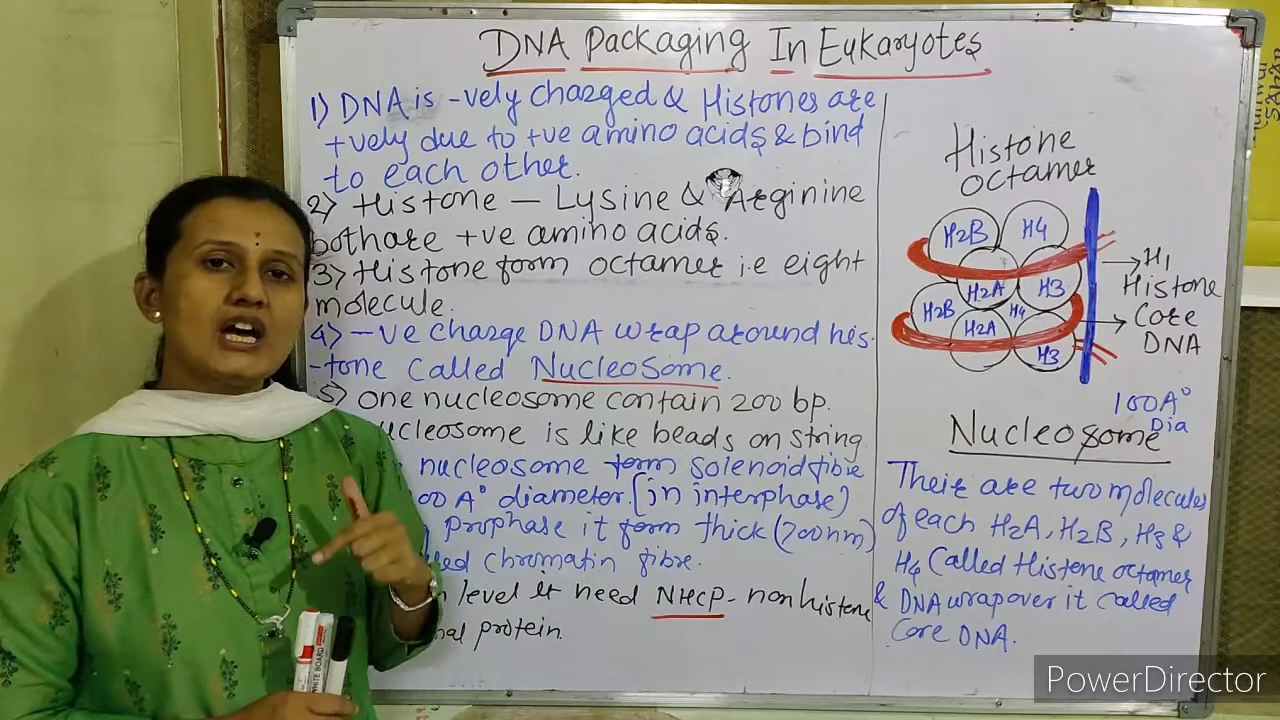 DNA Packaging In Eukaryotes
1) DNA is -vely charged & Histones are
+vely due to +ve amino acids & bind
to each other.
2) Histone – Lysine & Arginine
both are +ve amino acids.
3) Histone form octamer i.e eight
molecule.
4) -ve charge DNA wrap around his-
-tone called Nucleosome.
5) one nucleosome contain 200 bp.
ucleosome is like beads on string
nucleosome form solenoid fibre
00 A° diameter. (in interphase)
prophase it form thick (200nm)
ed chromatin fibre.
level It need NHCP - non histone
nal protein.
Histone
Octamer
H2B H4
H2A H3
H2B H2A H4
H3
H1
Histone
Core
DNA
100A°
Dia
Nucleosome
Their are two molecules
of each H2A, H2B, H3 &
H4 Called Histone octamer
& DNA wrap over it called
Core DNA.
WHITE BOARD
PowerDirector